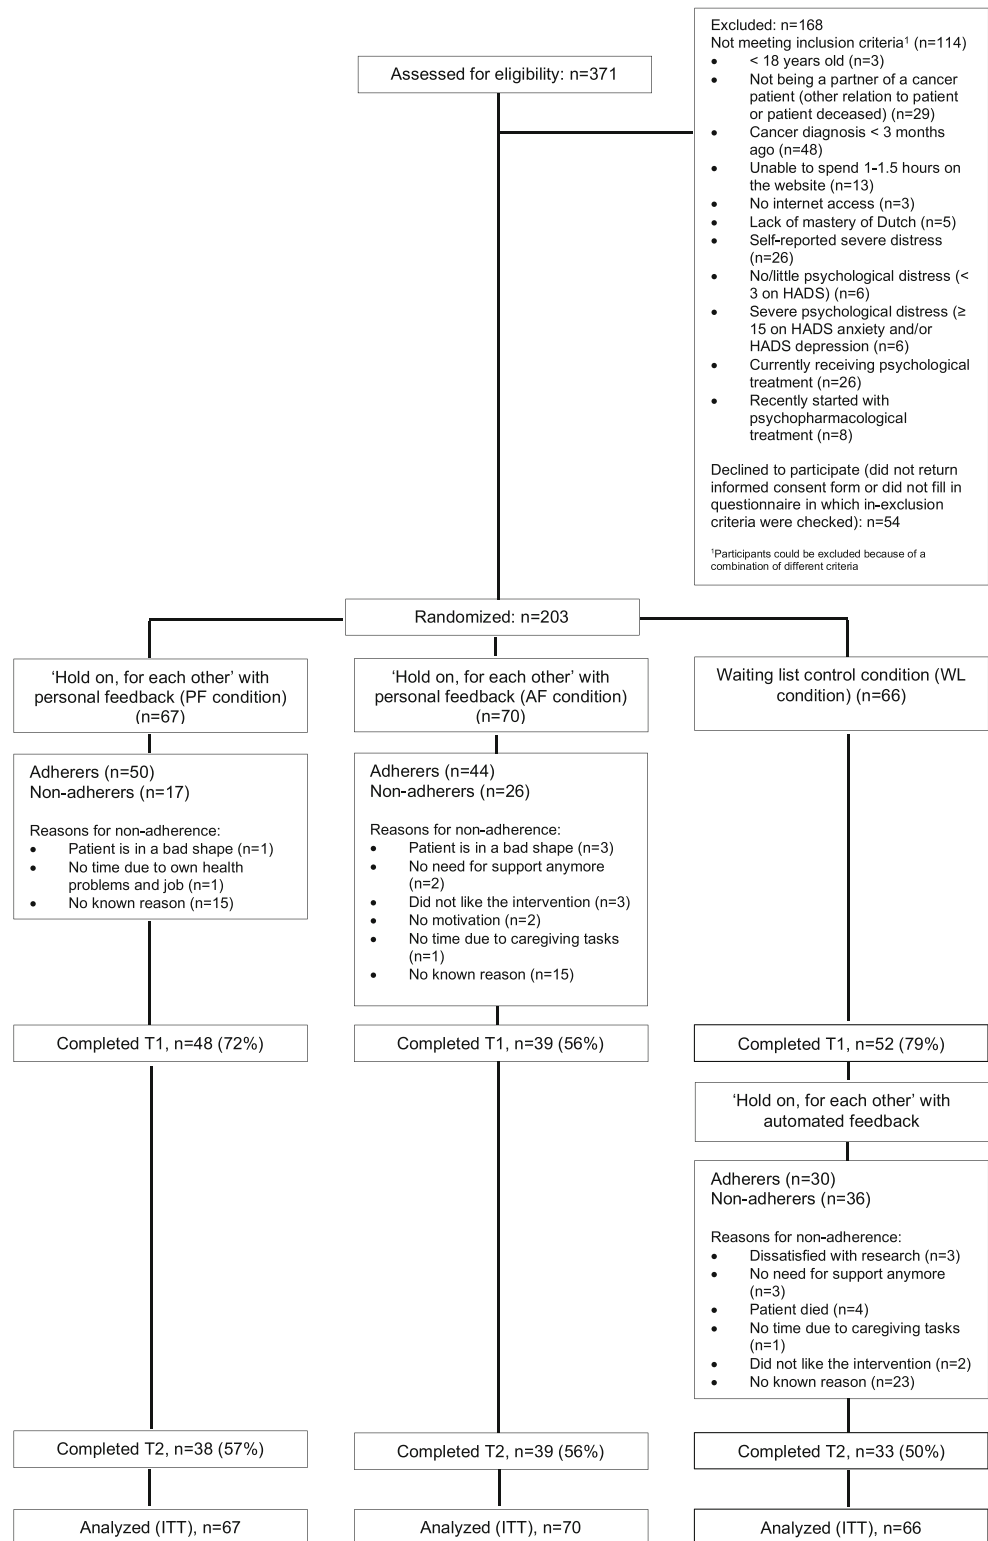 Assessed for eligibility: n=371
Excluded: n=168
Not meeting inclusion criteria¹ (n=114)
• < 18 years old (n=3)
• Not being a partner of a cancer
patient (other relation to patient
or patient deceased) (n=29)
• Cancer diagnosis < 3 months
ago (n=48)
• Unable to spend 1-1.5 hours on
the website (n=13)
• No internet access (n=3)
• Lack of mastery of Dutch (n=5)
• Self-reported severe distress
(n=26)
• No/little psychological distress (<
3 on HADS) (n=6)
• Severe psychological distress (≥
15 on HADS anxiety and/or
HADS depression (n=6)
• Currently receiving psychological
treatment (n=26)
• Recently started with
psychopharmacological
treatment (n=8)
Declined to participate (did not return
informed consent form or did not fill in
questionnaire in which in-exclusion
criteria were checked): n=54
¹Participants could be excluded because of a
combination of different criteria
Randomized: n=203
‘Hold on, for each other’ with
personal feedback (PF condition)
(n=67)
Adherers (n=50)
Non-adherers (n=17)
Reasons for non-adherence:
• Patient is in a bad shape (n=1)
• No time due to own health
problems and job (n=1)
• No known reason (n=15)
Completed T1, n=48 (72%)
Completed T2, n=38 (57%)
Analyzed (ITT), n=67
‘Hold on, for each other’ with
personal feedback (AF condition)
(n=70)
Adherers (n=44)
Non-adherers (n=26)
Reasons for non-adherence:
• Patient is in a bad shape (n=3)
• No need for support anymore
(n=2)
• Did not like the intervention (n=3)
• No motivation (n=2)
• No time due to caregiving tasks
(n=1)
• No known reason (n=15)
Completed T1, n=39 (56%)
Completed T2, n=39 (56%)
Analyzed (ITT), n=70
Waiting list control condition (WL
condition) (n=66)
Completed T1, n=52 (79%)
‘Hold on, for each other’ with
automated feedback
Adherers (n=30)
Non-adherers (n=36)
Reasons for non-adherence:
• Dissatisfied with research (n=3)
• No need for support anymore
(n=3)
• Patient died (n=4)
• No time due to caregiving tasks
(n=1)
• Did not like the intervention (n=2)
• No known reason (n=23)
Completed T2, n=33 (50%)
Analyzed (ITT), n=66